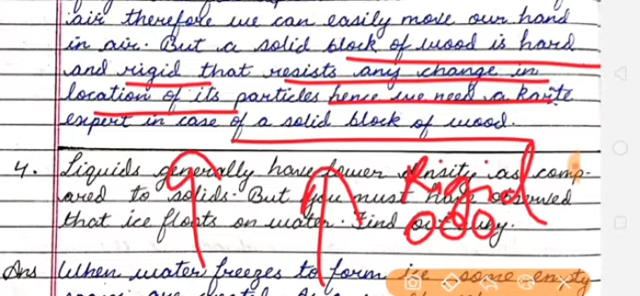 air therefore we can easily move our hand
in air. But a solid block of wood is hard
and rigid that resists any change in
location of its particles hence we need a karte
expert in case of a solid block of wood.
4. Liquids generally have lower density as comp-
ared to solids. But you must have observed
that ice floats on water. Find out why.
Rigid
Ans When water freezes to form ice some empty